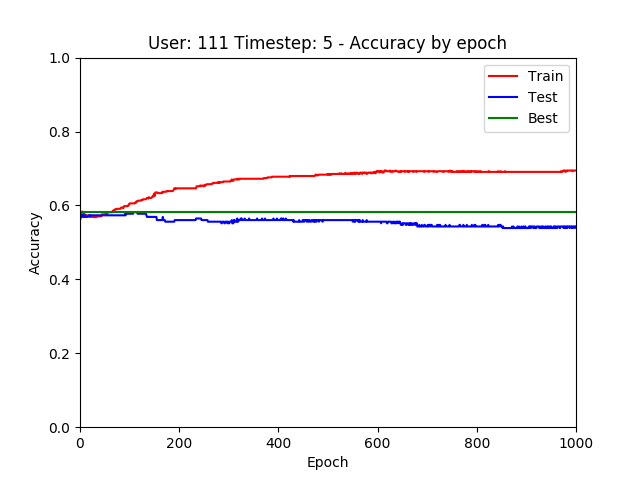 User: 111 Timestep: 5 - Accuracy by epoch
1.0
0.8
0.6
0.4
0.2
0.0
Accuracy
Train
Test
Best
0 200 400 600 800 1000
Epoch